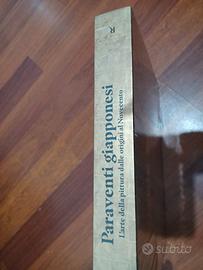 R
Paraventi giapponesi
L'arte della pittura dalle origini al Novecento
subito